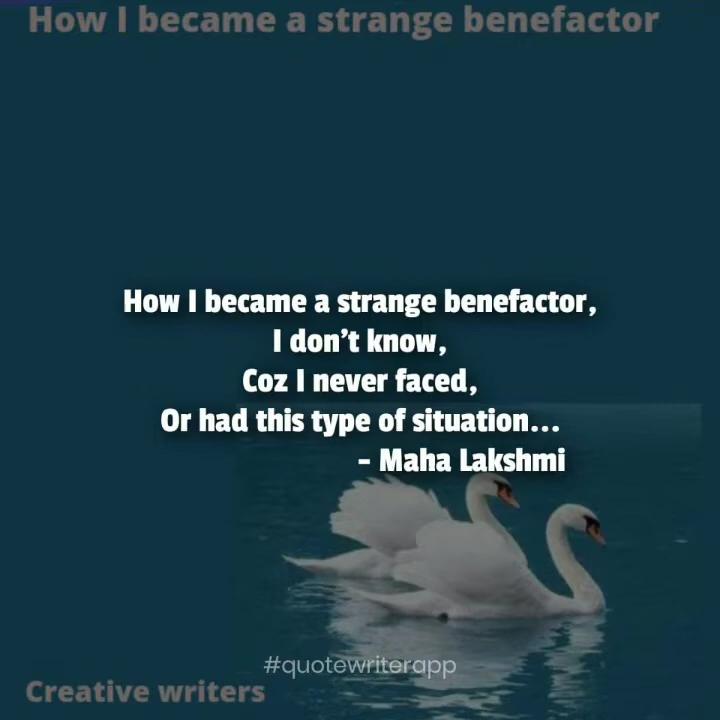 How I became a strange benefactor
How I became a strange benefactor,
I don't know,
Coz I never faced,
Or had this type of situation...
- Maha Lakshmi
#quotewriterapp
Creative writers